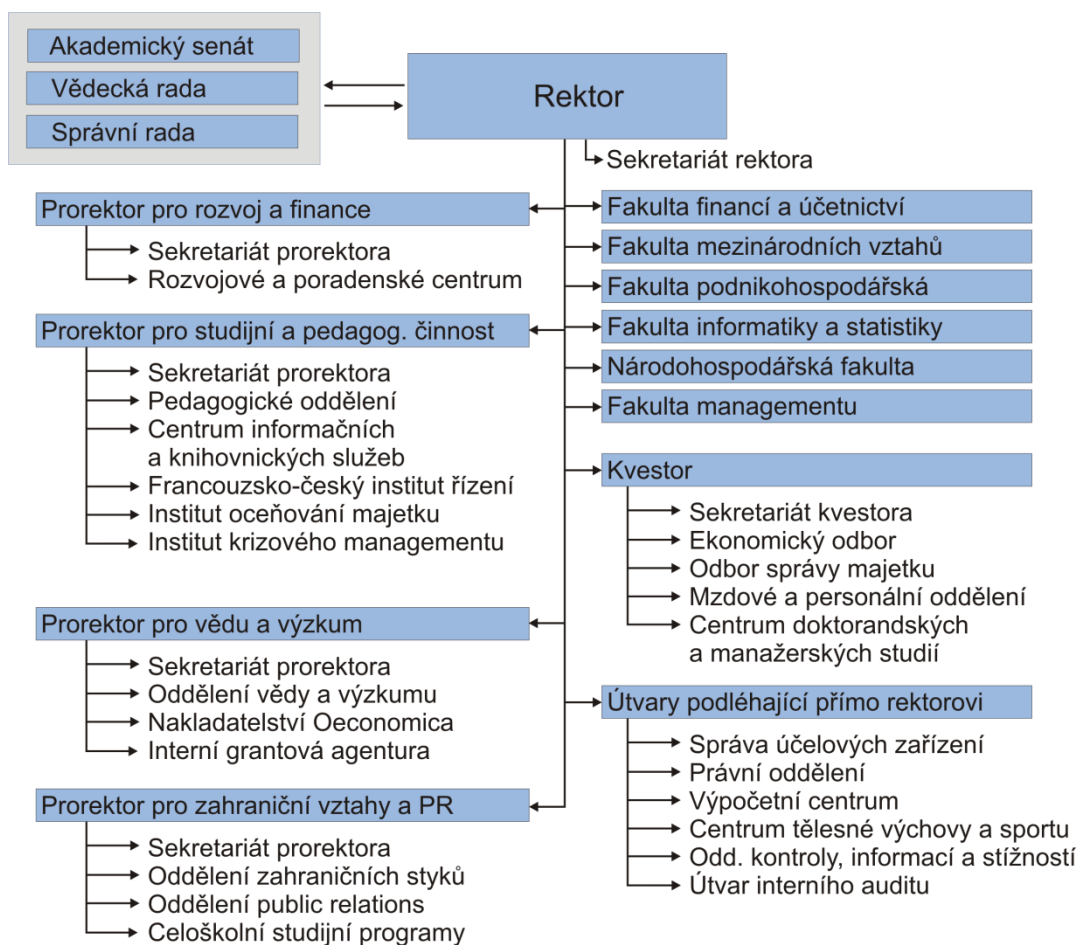 Akademický senát
Vědecká rada
Správní rada
Rektor
Sekretariát rektora
Prorektor pro rozvoj a finance
Sekretariát prorektora
Rozvojové a poradenské centrum
Prorektor pro studijní a pedagog. činnost
Sekretariát prorektora
Pedagogické oddělení
Centrum informačních
a knihovnických služeb
Francouzsko-český institut řízení
Institut oceňování majetku
Institut krizového managementu
Prorektor pro vědu a výzkum
Sekretariát prorektora
Oddělení vědy a výzkumu
Nakladatelství Oeconomica
Interní grantová agentura
Prorektor pro zahraniční vztahy a PR
Sekretariát prorektora
Oddělení zahraničních styků
Oddělení public relations
Celoškolní studijní programy
Fakulta financí a účetnictví
Fakulta mezinárodních vztahů
Fakulta podnikohospodářská
Fakulta informatiky a statistiky
Národohospodářská fakulta
Fakulta managementu
Kvestor
Sekretariát kvestora
Ekonomický odbor
Odbor správy majetku
Mzdové a personální oddělení
Centrum doktorandských
a manažerských studií
Útvary podléhající přímo rektorovi
Správa účelových zařízení
Právní oddělení
Výpočetní centrum
Centrum tělesné výchovy a sportu
Odd. kontroly, informací a stížností
Útvar interního auditu